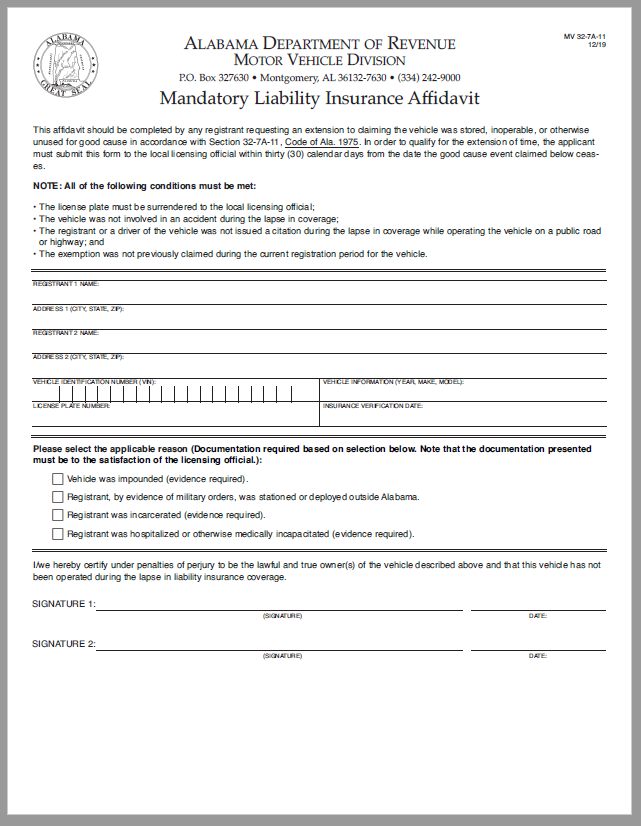 MV 32-7A-11
12/19
ALABAMA
GREAT SEAL
ALABAMA DEPARTMENT OF REVENUE
MOTOR VEHICLE DIVISION
P.O. Box 327630 • Montgomery, AL 36132-7630 • (334) 242-9000
Mandatory Liability Insurance Affidavit
This affidavit should be completed by any registrant requesting an extension to claiming the vehicle was stored, inoperable, or otherwise
unused for good cause in accordance with Section 32-7A-11, Code of Ala. 1975. In order to qualify for the extension of time, the applicant
must submit this form to the local licensing official within thirty (30) calendar days from the date the good cause event claimed below ceas-
es.
NOTE: All of the following conditions must be met:
• The license plate must be surrendered to the local licensing official;
• The vehicle was not involved in an accident during the lapse in coverage;
• The registrant or a driver of the vehicle was not issued a citation during the lapse in coverage while operating the vehicle on a public road
or highway; and
• The exemption was not previously claimed during the current registration period for the vehicle.
REGISTRANT 1 NAME:
ADDRESS 1 (CITY, STATE, ZIP):
REGISTRANT 2 NAME:
ADDRESS 2 (CITY, STATE, ZIP):
VEHICLE IDENTIFICATION NUMBER (VIN): VEHICLE INFORMATION (YEAR, MAKE, MODEL):
LICENSE PLATE NUMBER: INSURANCE VERIFICATION DATE:
Please select the applicable reason (Documentation required based on selection below. Note that the documentation presented
must be to the satisfaction of the licensing official.):
Vehicle was impounded (evidence required).
Registrant, by evidence of military orders, was stationed or deployed outside Alabama.
Registrant was incarcerated (evidence required).
Registrant was hospitalized or otherwise medically incapacitated (evidence required).
I/we hereby certify under penalties of perjury to be the lawful and true owner(s) of the vehicle described above and that this vehicle has not
been operated during the lapse in liability insurance coverage.
SIGNATURE 1:
(SIGNATURE) DATE:
SIGNATURE 2:
(SIGNATURE) DATE: